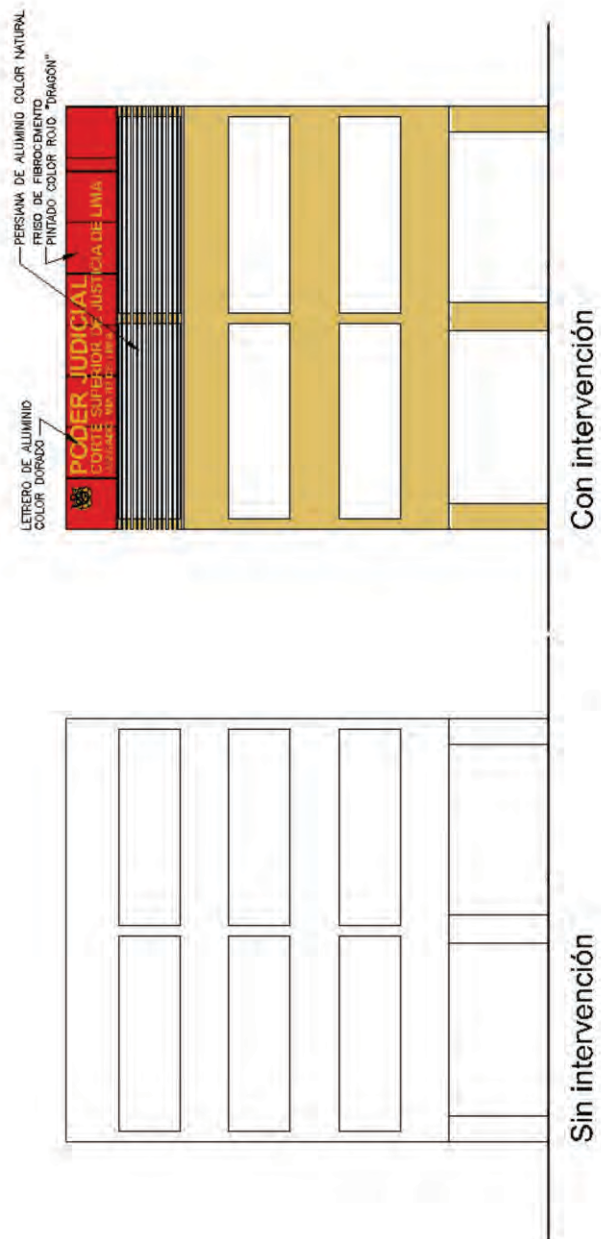 LETRERO DE ALUMINIO
COLOR DORADO
PERSIANA DE ALUMINIO COLOR NATURAL
FRISO DE FIBROCEMENTO
PINTADO COLOR ROJO "DRAGÓN"
PODER JUDICIAL
CORTE SUPERIOR DE JUSTICIA DE LIMA
Sin intervención
Con intervención